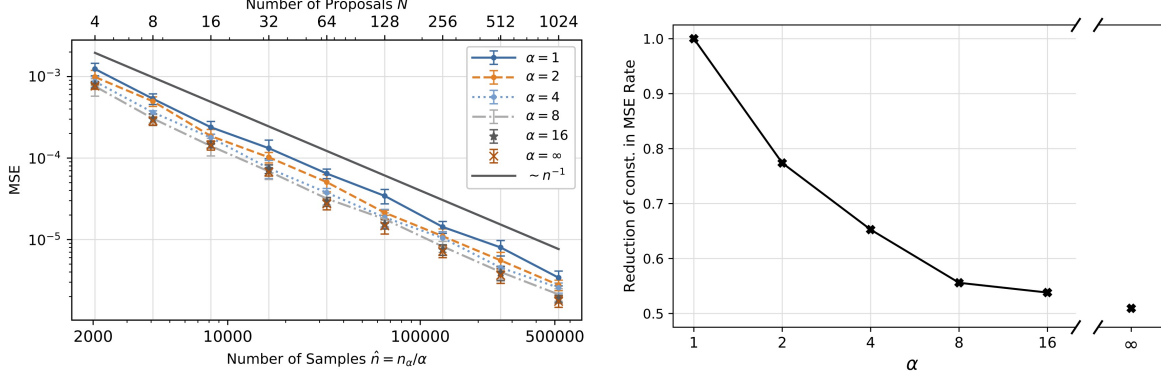 Number of Proposals N
4 8 16 32 64 128 256 512 1024
MSE
10⁻³
10⁻⁴
10⁻⁵
α = 1
α = 2
α = 4
α = 8
α = 16
α = ∞
~ n⁻¹
2000 10000 100000 500000
Number of Samples n̂ = nα/α
Reduction of const. in MSE Rate
1.0
0.9
0.8
0.7
0.6
0.5
1 2 4 8 16 ∞
α